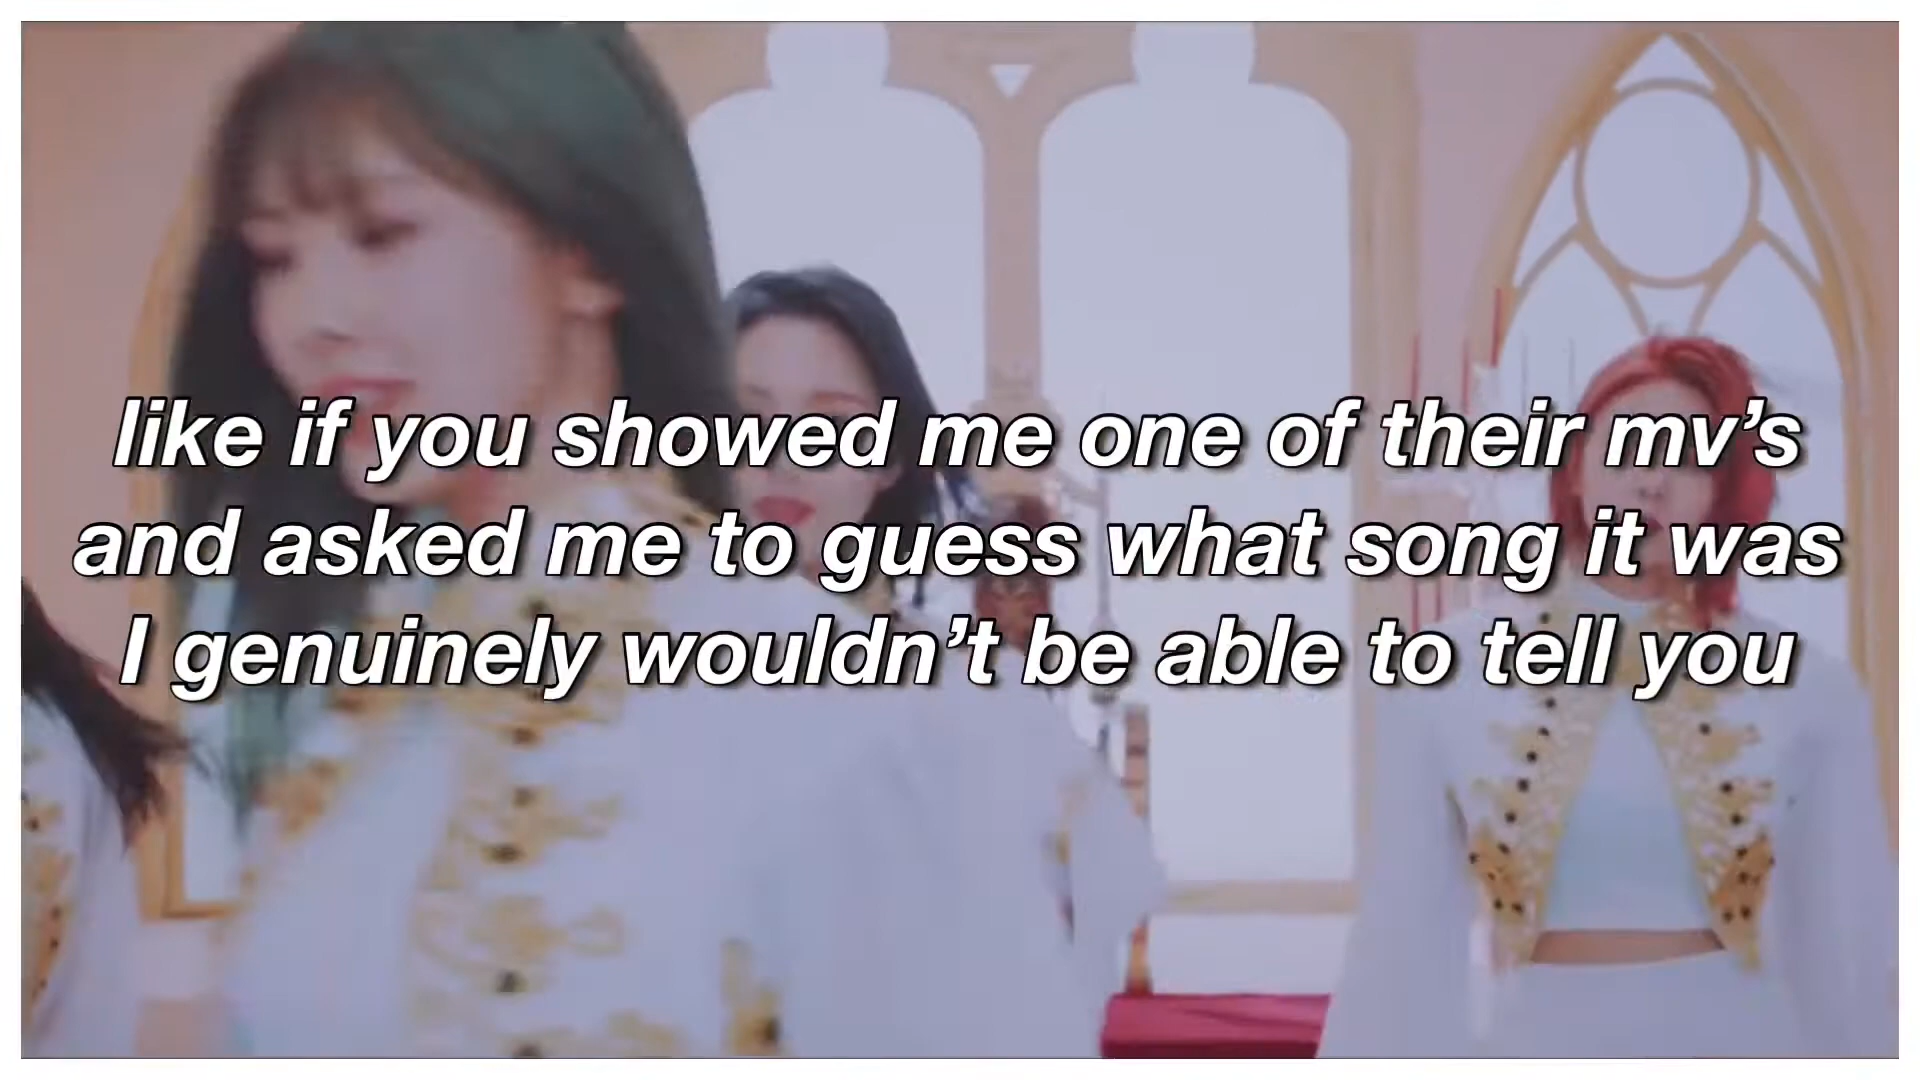 like if you showed me one of their mv’s
and asked me to guess what song it was
I genuinely wouldn’t be able to tell you